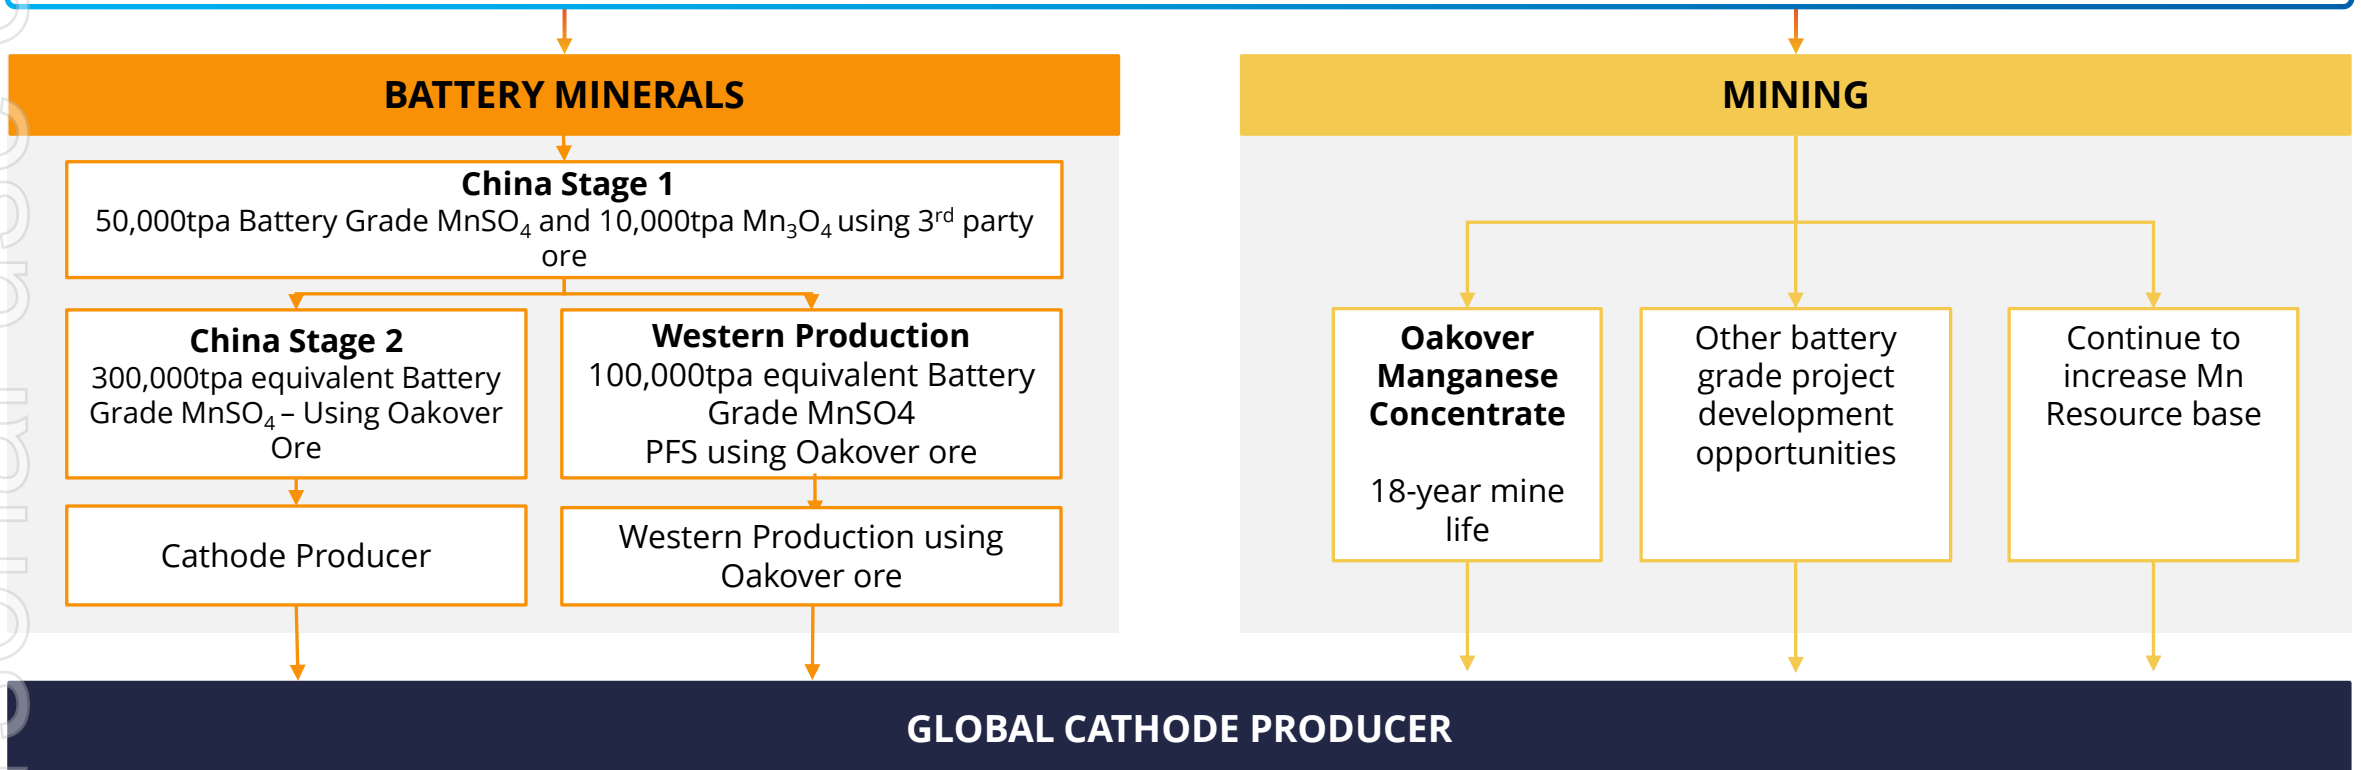 BATTERY MINERALS
MINING
China Stage 1
50,000tpa Battery Grade MnSO₄ and 10,000tpa Mn₃O₄ using 3ʳᵈ party
ore
China Stage 2
300,000tpa equivalent Battery
Grade MnSO₄ – Using Oakover
Ore
Western Production
100,000tpa equivalent Battery
Grade MnSO4
PFS using Oakover ore
Cathode Producer
Western Production using
Oakover ore
Oakover
Manganese
Concentrate
18-year mine
life
Other battery
grade project
development
opportunities
Continue to
increase Mn
Resource base
GLOBAL CATHODE PRODUCER